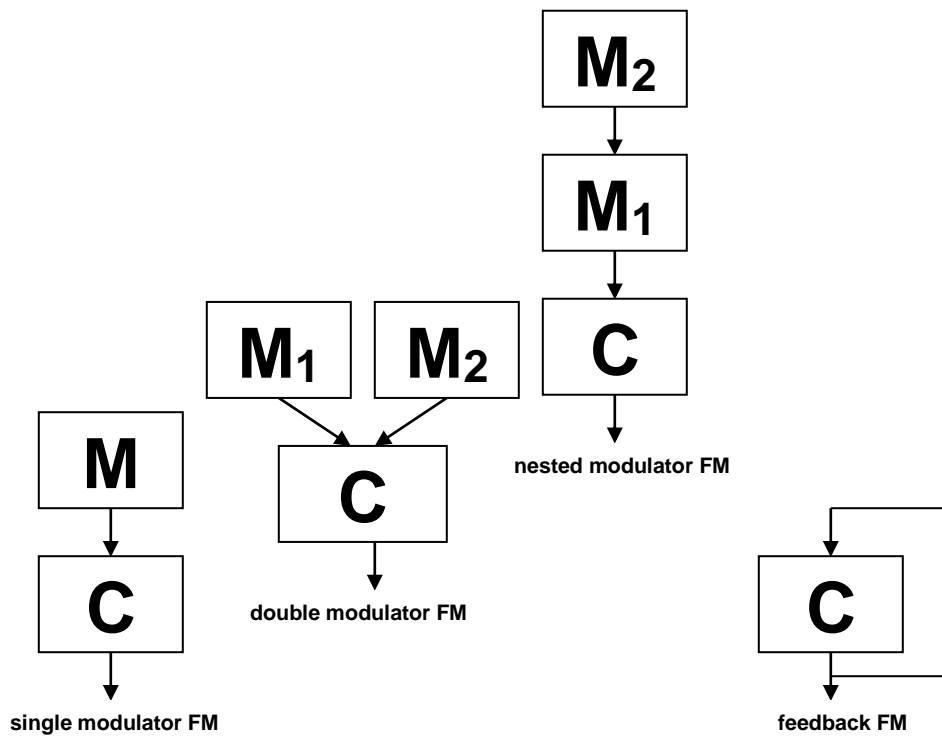 M
C
single modulator FM
M1
M2
C
double modulator FM
M2
M1
C
nested modulator FM
C
feedback FM